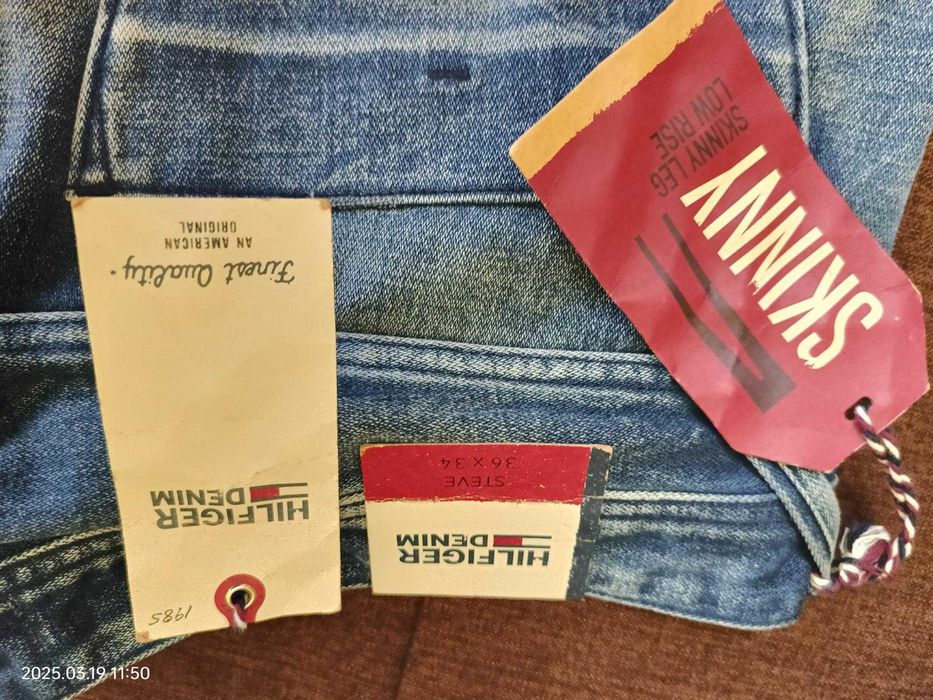 Finest Quality.
AN AMERICAN
ORIGINAL
HILFIGER
DENIM
1985
STEVE
36 X 34
HILFIGER
DENIM
SKINNY
SKINNY LEG
LOW RISE
2025.03.19 11:50